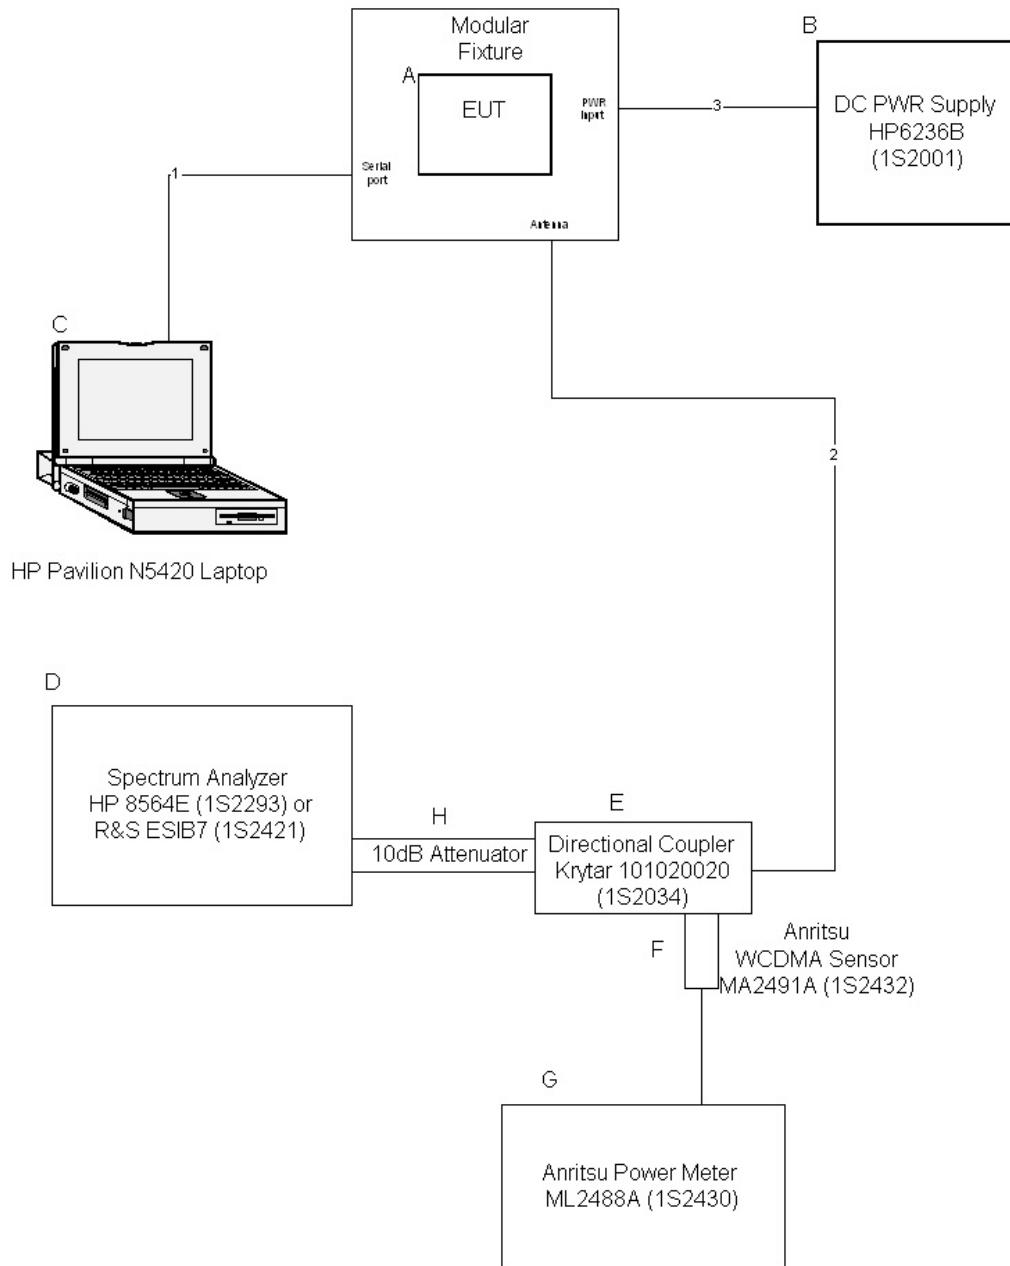 Modular
Fixture
A
EUT
PWR
Input
Serial
port
Antenna
B
DC PWR Supply
HP6236B
(1S2001)
3
1
2
C
HP Pavilion N5420 Laptop
D
Spectrum Analyzer
HP 8564E (1S2293) or
R&S ESIB7 (1S2421)
H
10dB Attenuator
E
Directional Coupler
Krytar 101020020
(1S2034)
F
Anritsu
WCDMA Sensor
MA2491A (1S2432)
G
Anritsu Power Meter
ML2488A (1S2430)